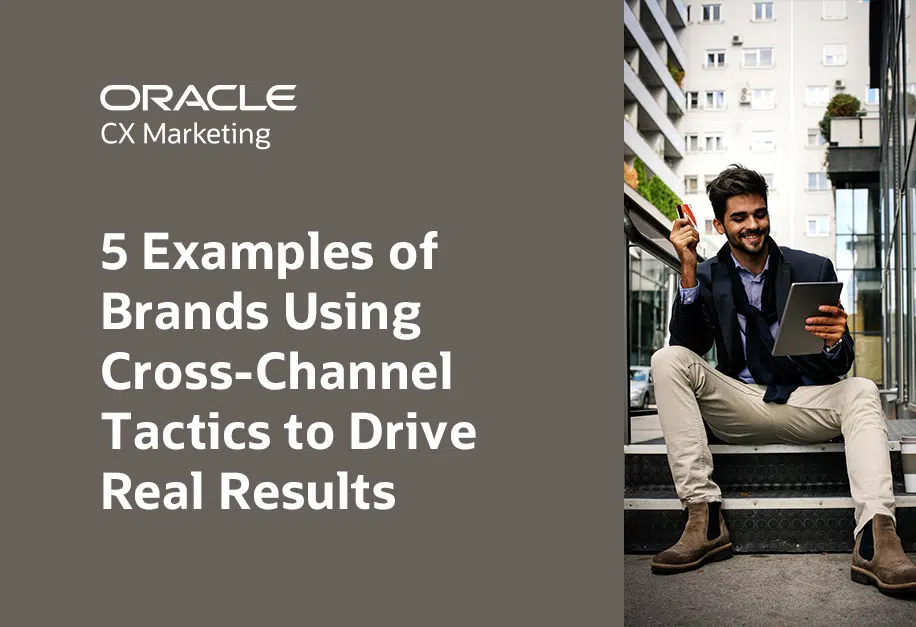 ORACLE
CX Marketing
5 Examples of
Brands Using
Cross-Channel
Tactics to Drive
Real Results